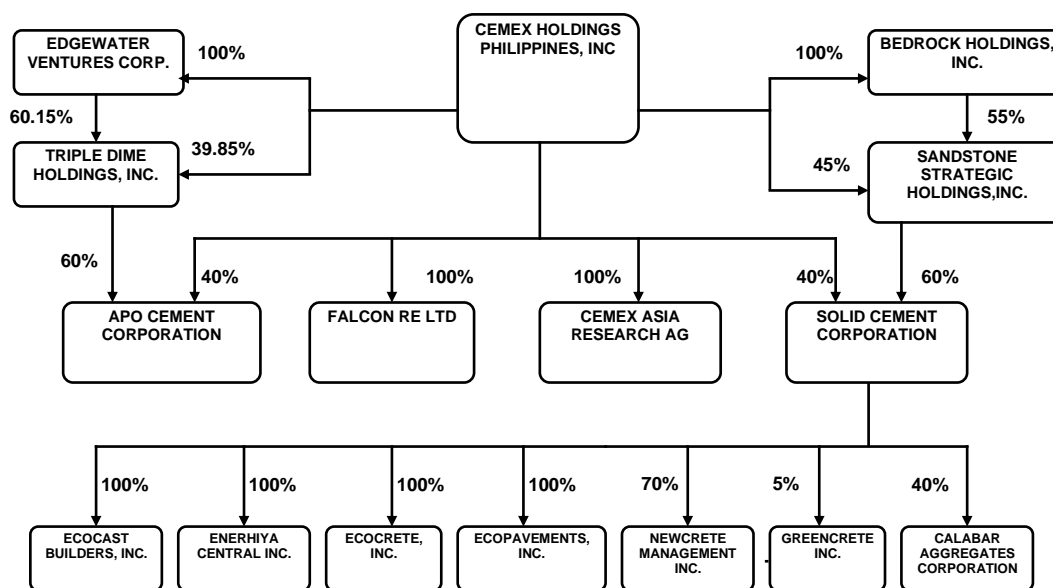 CEMEX HOLDINGS
PHILIPPINES, INC
EDGEWATER
VENTURES CORP.
100%
100%
BEDROCK HOLDINGS,
INC.
60.15%
55%
TRIPLE DIME
HOLDINGS, INC.
39.85%
45%
SANDSTONE
STRATEGIC
HOLDINGS,INC.
60%
40%
100%
100%
40%
60%
APO CEMENT
CORPORATION
FALCON RE LTD
CEMEX ASIA
RESEARCH AG
SOLID CEMENT
CORPORATION
100%
100%
100%
100%
70%
5%
40%
ECOCAST
BUILDERS, INC.
ENERHIYA
CENTRAL INC.
ECOCRETE,
INC.
ECOPAVEMENTS,
INC.
NEWCRETE
MANAGEMENT
INC.
GREENCRETE
INC.
CALABAR
AGGREGATES
CORPORATION